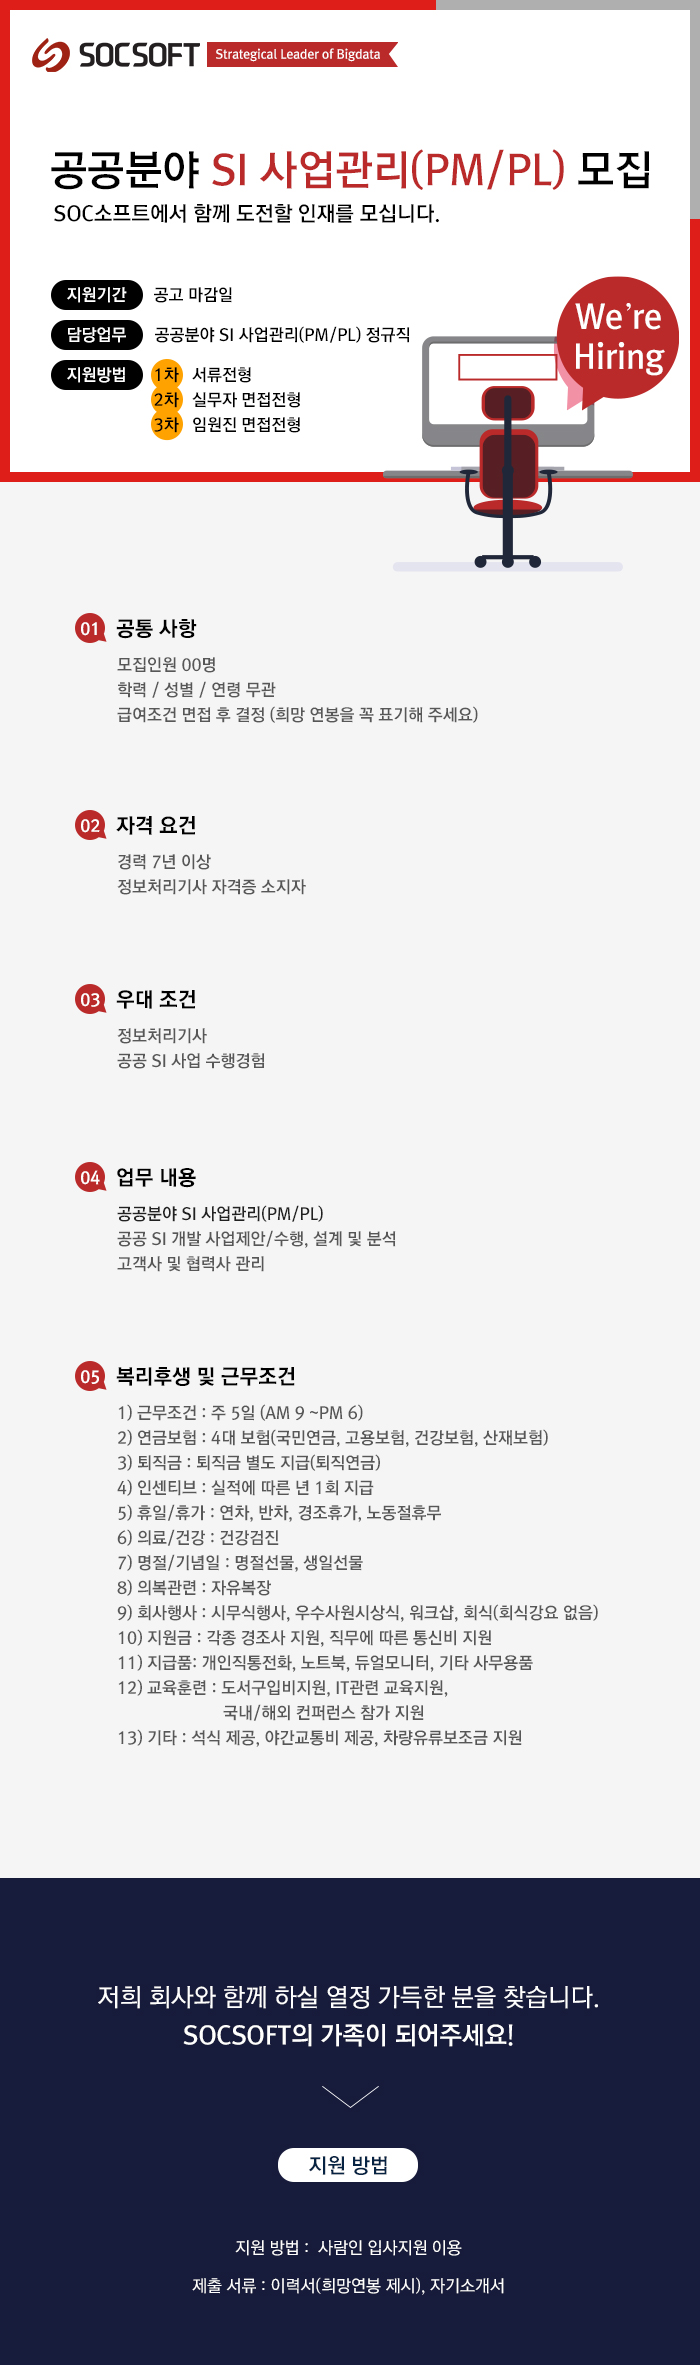 SOCSOFT Strategical Leader of Bigdata
공공분야 SI 사업관리(PM/PL) 모집
SOC소프트에서 함께 도전할 인재를 모십니다.
지원기간 공고 마감일
담당업무 공공분야 SI 사업관리(PM/PL) 정규직
지원방법 1차 서류전형
2차 실무자 면접전형
3차 임원진 면접전형
We're
Hiring
01 공통 사항
모집인원 00명
학력 / 성별 / 연령 무관
급여조건 면접 후 결정 (희망 연봉을 꼭 표기해 주세요)
02 자격 요건
경력 7년 이상
정보처리기사 자격증 소지자
03 우대 조건
정보처리기사
공공 SI 사업 수행경험
04 업무 내용
공공분야 SI 사업관리(PM/PL)
공공 SI 개발 사업제안/수행, 설계 및 분석
고객사 및 협력사 관리
05 복리후생 및 근무조건
1) 근무조건 : 주 5일 (AM 9 ~PM 6)
2) 연금보험 : 4대 보험(국민연금, 고용보험, 건강보험, 산재보험)
3) 퇴직금 : 퇴직금 별도 지급(퇴직연금)
4) 인센티브 : 실적에 따른 년 1회 지급
5) 휴일/휴가 : 연차, 반차, 경조휴가, 노동절휴무
6) 의료/건강 : 건강검진
7) 명절/기념일 : 명절선물, 생일선물
8) 의복관련 : 자유복장
9) 회사행사 : 시무식행사, 우수사원시상식, 워크샵, 회식(회식강요 없음)
10) 지원금 : 각종 경조사 지원, 직무에 따른 통신비 지원
11) 지급품: 개인직통전화, 노트북, 듀얼모니터, 기타 사무용품
12) 교육훈련 : 도서구입비지원, IT관련 교육지원,
국내/해외 컨퍼런스 참가 지원
13) 기타 : 석식 제공, 야간교통비 제공, 차량유류보조금 지원
저희 회사와 함께 하실 열정 가득한 분을 찾습니다.
SOCSOFT의 가족이 되어주세요!
지원 방법
지원 방법 : 사람인 입사지원 이용
제출 서류 : 이력서(희망연봉 제시), 자기소개서